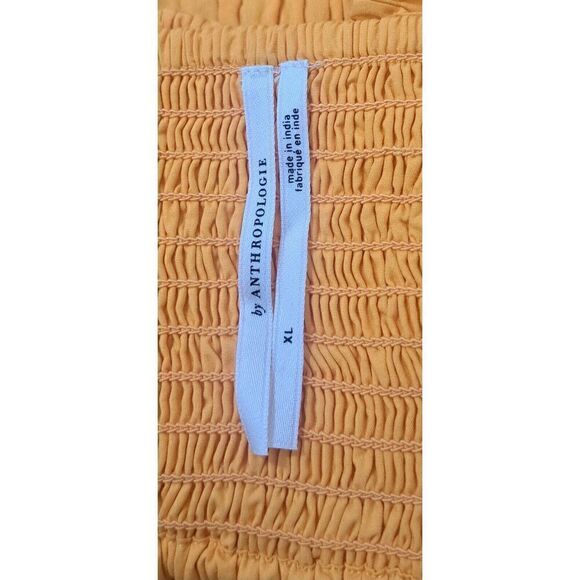 by ANTHROPOLOGIE
made in india
fabriqué en inde
XL